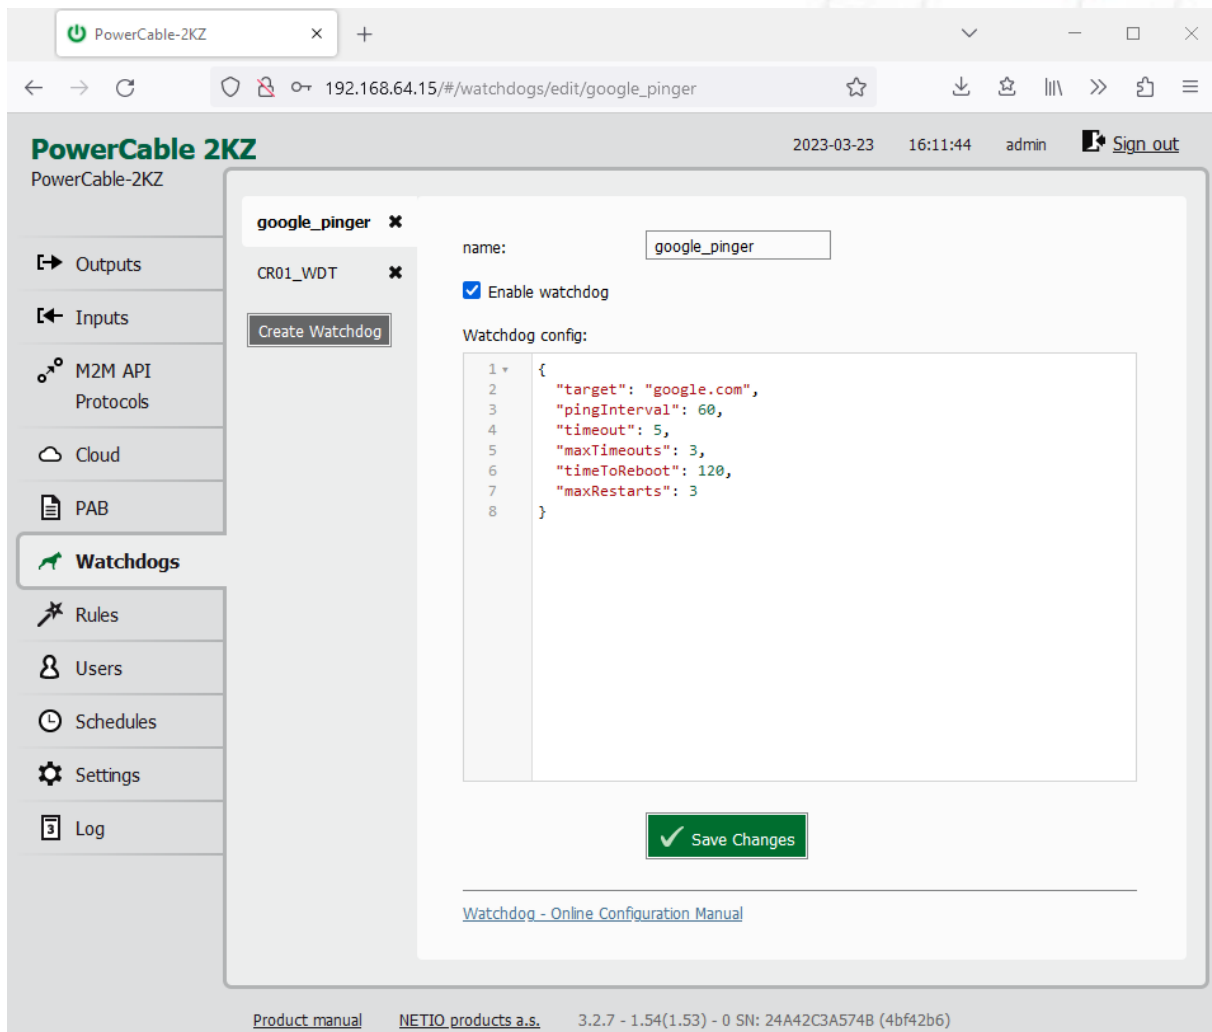 PowerCable-2KZ
192.168.64.15/#/watchdogs/edit/google_pinger
PowerCable 2KZ
2023-03-23 16:11:44 admin Sign out
PowerCable-2KZ
Outputs
Inputs
M2M API
Protocols
Cloud
PAB
Watchdogs
Rules
Users
Schedules
Settings
3 Log
google_pinger
CR01_WDT
Create Watchdog
name: google_pinger
Enable watchdog
Watchdog config:
1 {
2 "target": "google.com",
3 "pingInterval": 60,
4 "timeout": 5,
5 "maxTimeouts": 3,
6 "timeToReboot": 120,
7 "maxRestarts": 3
8 }
Save Changes
Watchdog - Online Configuration Manual
Product manual NETIO products a.s. 3.2.7 - 1.54(1.53) - 0 SN: 24A42C3A574B (4bf42b6)